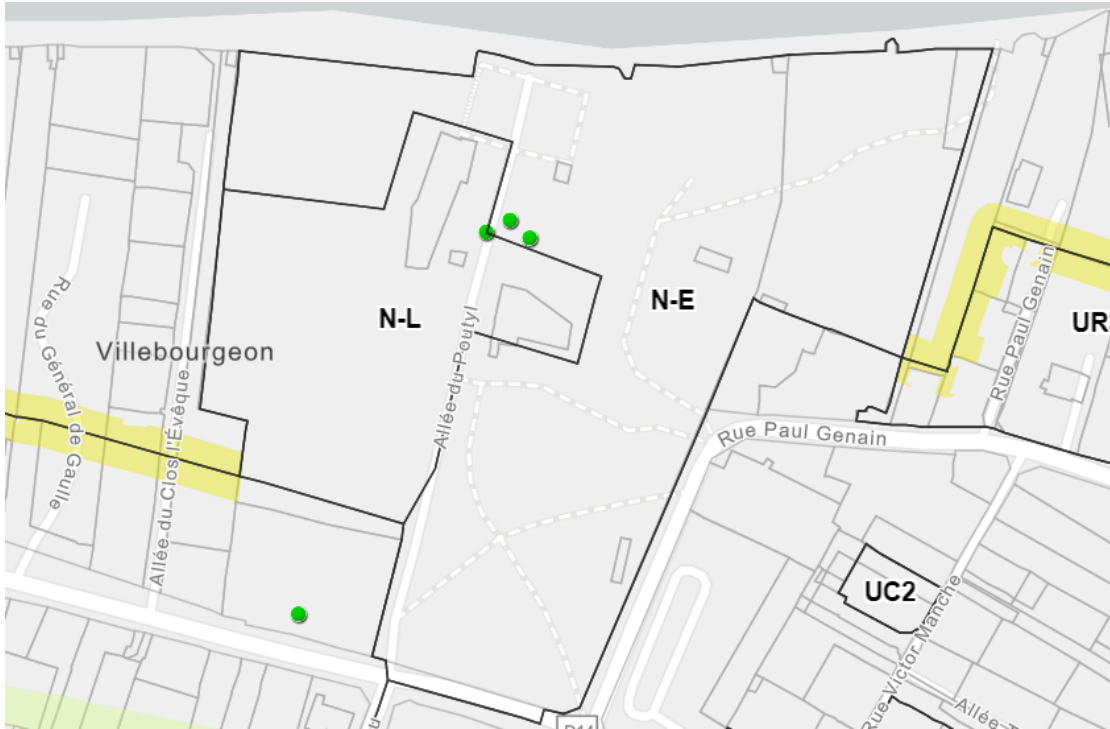 N-L
N-E
UR
Villebourgeon
Rue du Général de Gaulle
Allée du Clos l'Évêque
Allée du Poutyl
Rue Paul Genain
Rue Paul Genain
UC2
Rue Victor Manche
Allée